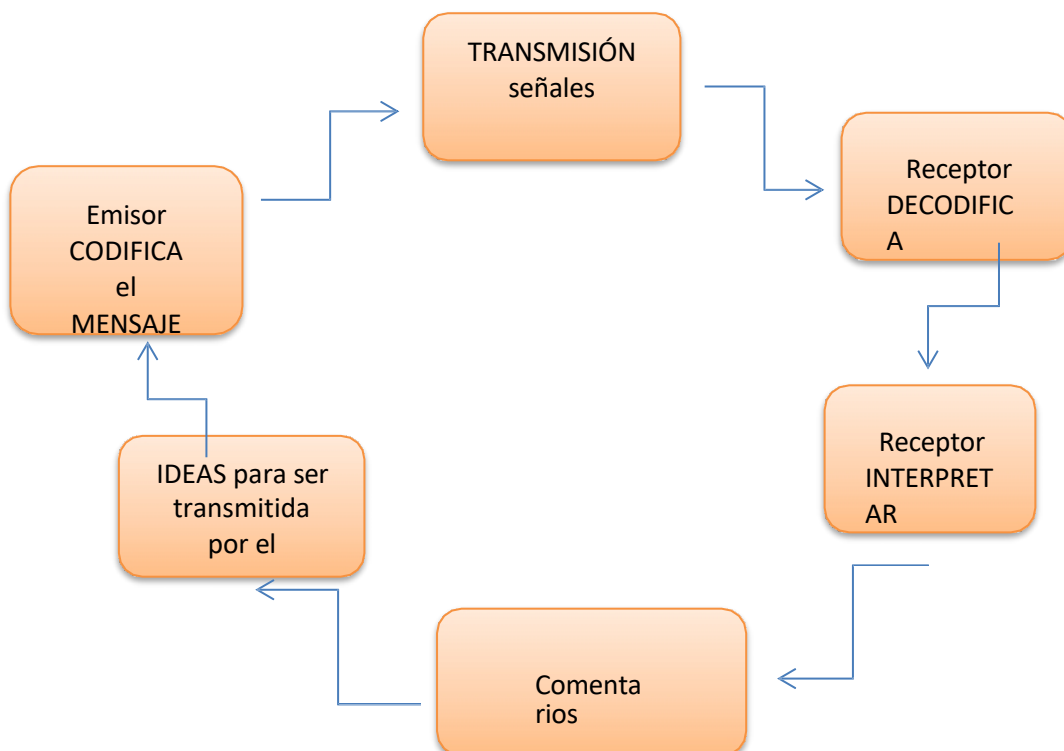 TRANSMISIÓN
señales
Receptor
DECODIFIC
A
Emisor
CODIFICA
el
MENSAJE
Receptor
INTERPRET
AR
IDEAS para ser
transmitida
por el
Comenta
rios